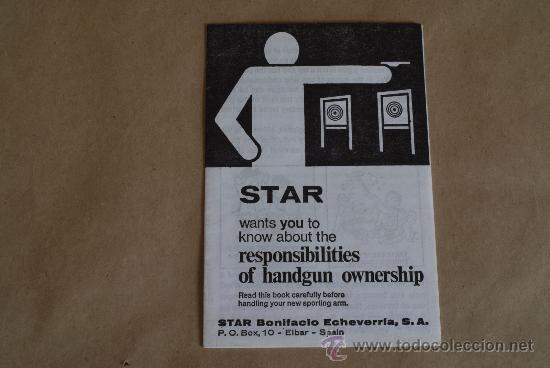 STAR
wants you to
know about the
responsibilities
of handgun ownership
Read this book carefully before
handling your new sporting arm.
STAR Bonifacio Echeverria, S.A.
P. O. Box, 10 - Eibar - Spain
todocoleccion.net